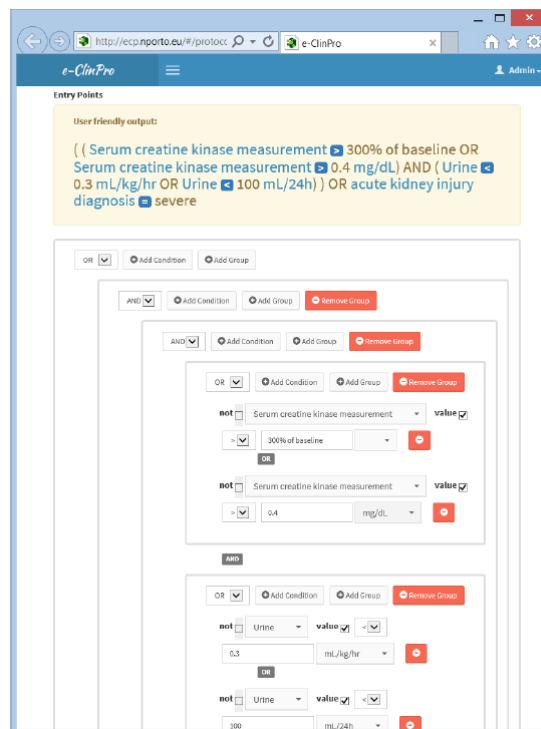 http://ecp.nporto.eu/#/protocc e-ClinPro
e-ClinPro Admin
Entry Points
User friendly output:
( ( Serum creatine kinase measurement > 300% of baseline OR
Serum creatine kinase measurement > 0.4 mg/dL) AND ( Urine <
0.3 mL/kg/hr OR Urine < 100 mL/24h) ) OR acute kidney injury
diagnosis = severe
OR Add Condition Add Group
AND Add Condition Add Group Remove Group
AND Add Condition Add Group Remove Group
OR Add Condition Add Group Remove Group
not Serum creatine kinase measurement value
> 300% of baseline
OR
not Serum creatine kinase measurement value
> 0.4 mg/dL
AND
OR Add Condition Add Group Remove Group
not Urine value <
0.3 mL/kg/hr
OR
not Urine value <
100 mL/24h